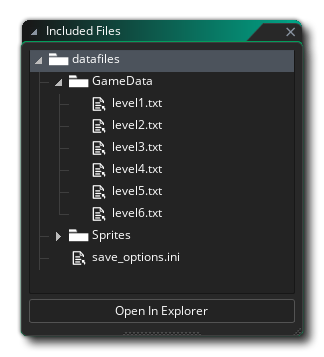 Included Files
datafiles
GameData
level1.txt
level2.txt
level3.txt
level4.txt
level5.txt
level6.txt
Sprites
save_options.ini
Open In Explorer